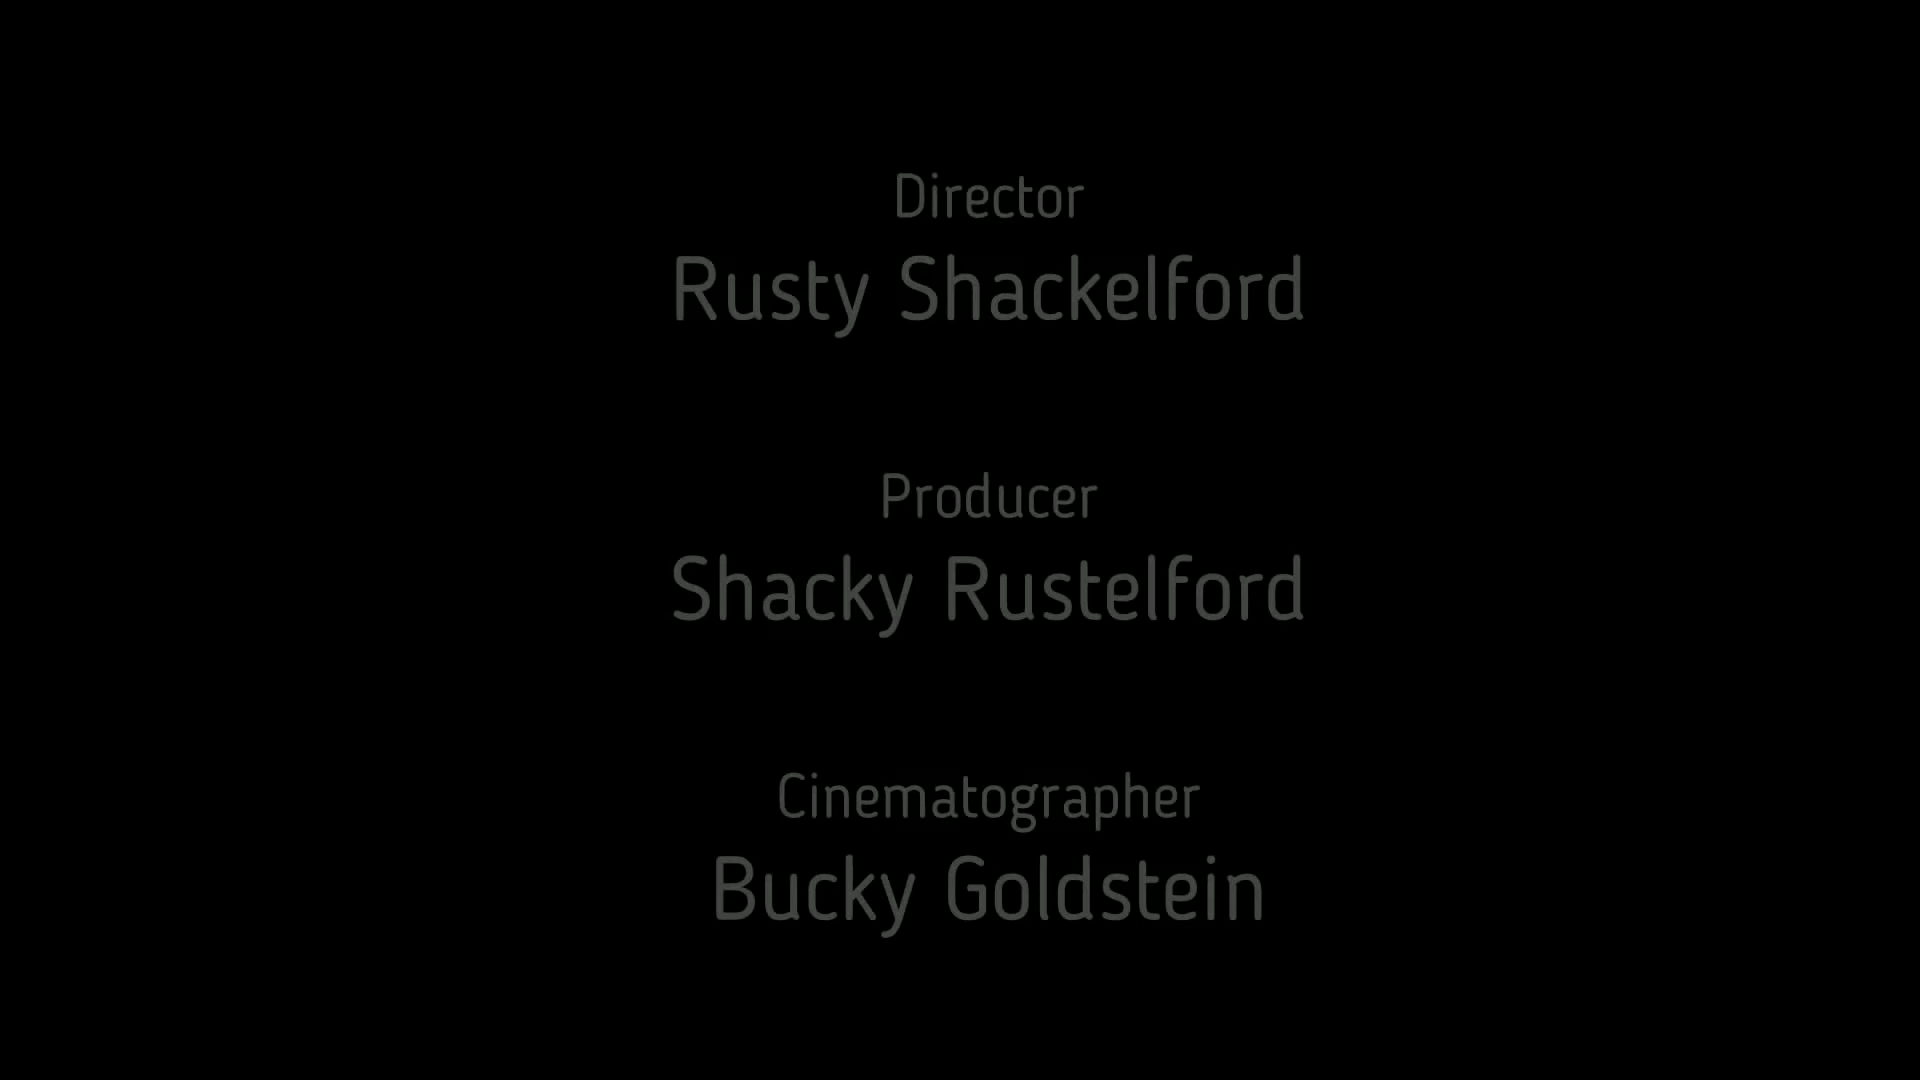 Director
Rusty Shackelford
Producer
Shacky Rustelford
Cinematographer
Bucky Goldstein